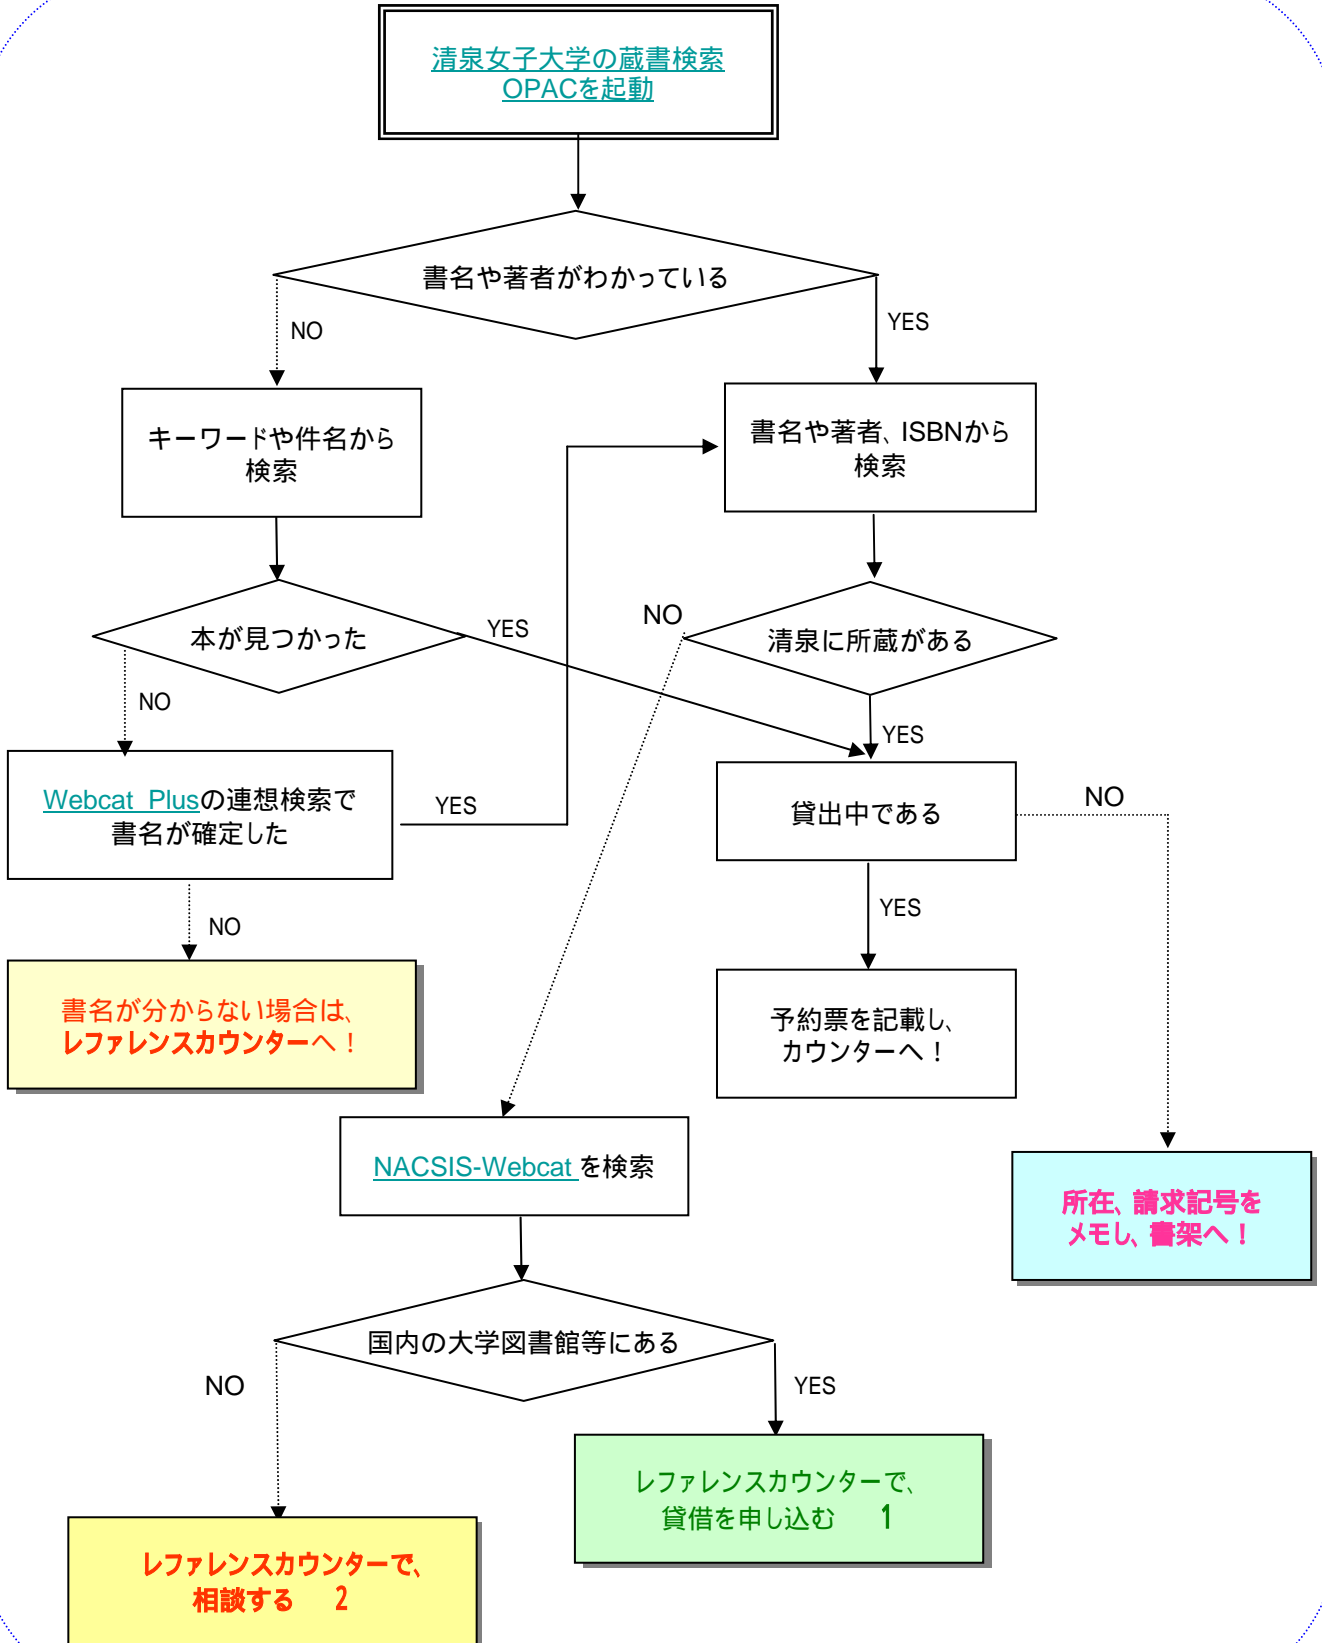 清泉女子大学の蔵書検索
OPACを起動
書名や著者がわかっている
NO
YES
キーワードや件名から
検索
書名や著者、ISBNから
検索
本が見つかった
YES
NO
清泉に所蔵がある
NO
YES
Webcat Plusの連想検索で
書名が確定した
YES
貸出中である
NO
NO
YES
書名が分からない場合は、
レファレンスカウンターへ！
予約票を記載し、
カウンターへ！
NACSIS-Webcat を検索
所在、請求記号を
メモし、書架へ！
国内の大学図書館等にある
NO
YES
レファレンスカウンターで、
貸借を申し込む 1
レファレンスカウンターで、
相談する 2